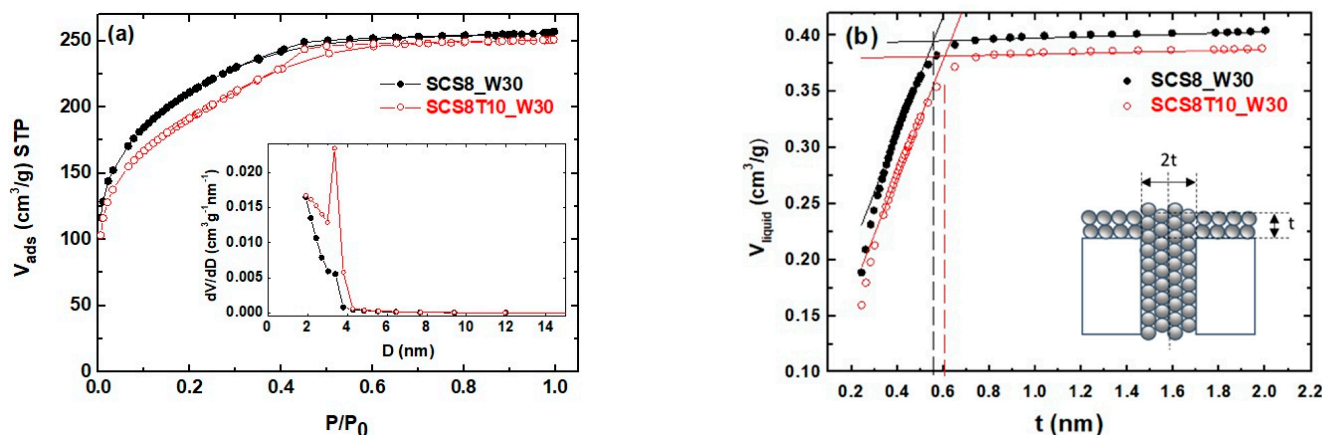 (a)
250
200
150
100
50
0
V_ads (cm³/g) STP
SCS8_W30
SCS8T10_W30
0.020
0.015
0.010
0.005
0.000
dV/dD (cm³g⁻¹nm⁻¹)
0 2 4 6 8 10 12 14
D (nm)
0.0 0.2 0.4 0.6 0.8 1.0
P/P₀
(b)
0.40
0.35
0.30
0.25
0.20
0.15
0.10
V_liquid (cm³/g)
SCS8_W30
SCS8T10_W30
2t
t
0.2 0.4 0.6 0.8 1.0 1.2 1.4 1.6 1.8 2.0 2.2
t (nm)